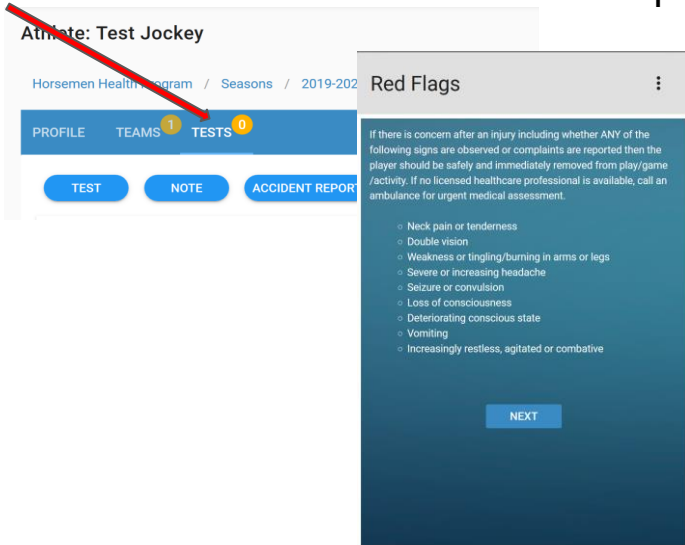 Athlete: Test Jockey
Horsemen Health Program / Seasons / 2019-202
PROFILE TEAMS 1 TESTS 0
TEST NOTE ACCIDENT REPOR
Red Flags
If there is concern after an injury including whether ANY of the
following signs are observed or complaints are reported then the
player should be safely and immediately removed from play/game
/activity. If no licensed healthcare professional is available, call an
ambulance for urgent medical assessment.
○ Neck pain or tenderness
○ Double vision
○ Weakness or tingling/burning in arms or legs
○ Severe or increasing headache
○ Seizure or convulsion
○ Loss of consciousness
○ Deteriorating conscious state
○ Vomiting
○ Increasingly restless, agitated or combative
NEXT